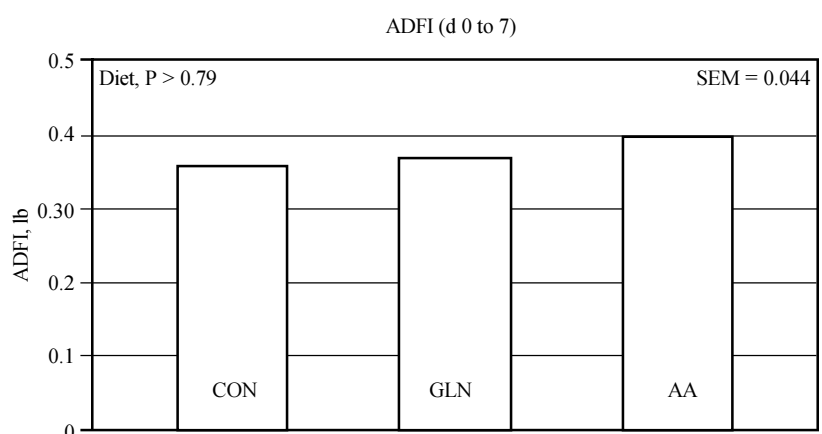 ADFI (d 0 to 7)
0.5
Diet, P > 0.79
SEM = 0.044
0.4
0.30
0.2
0.1
0
ADFI, lb
CON
GLN
AA